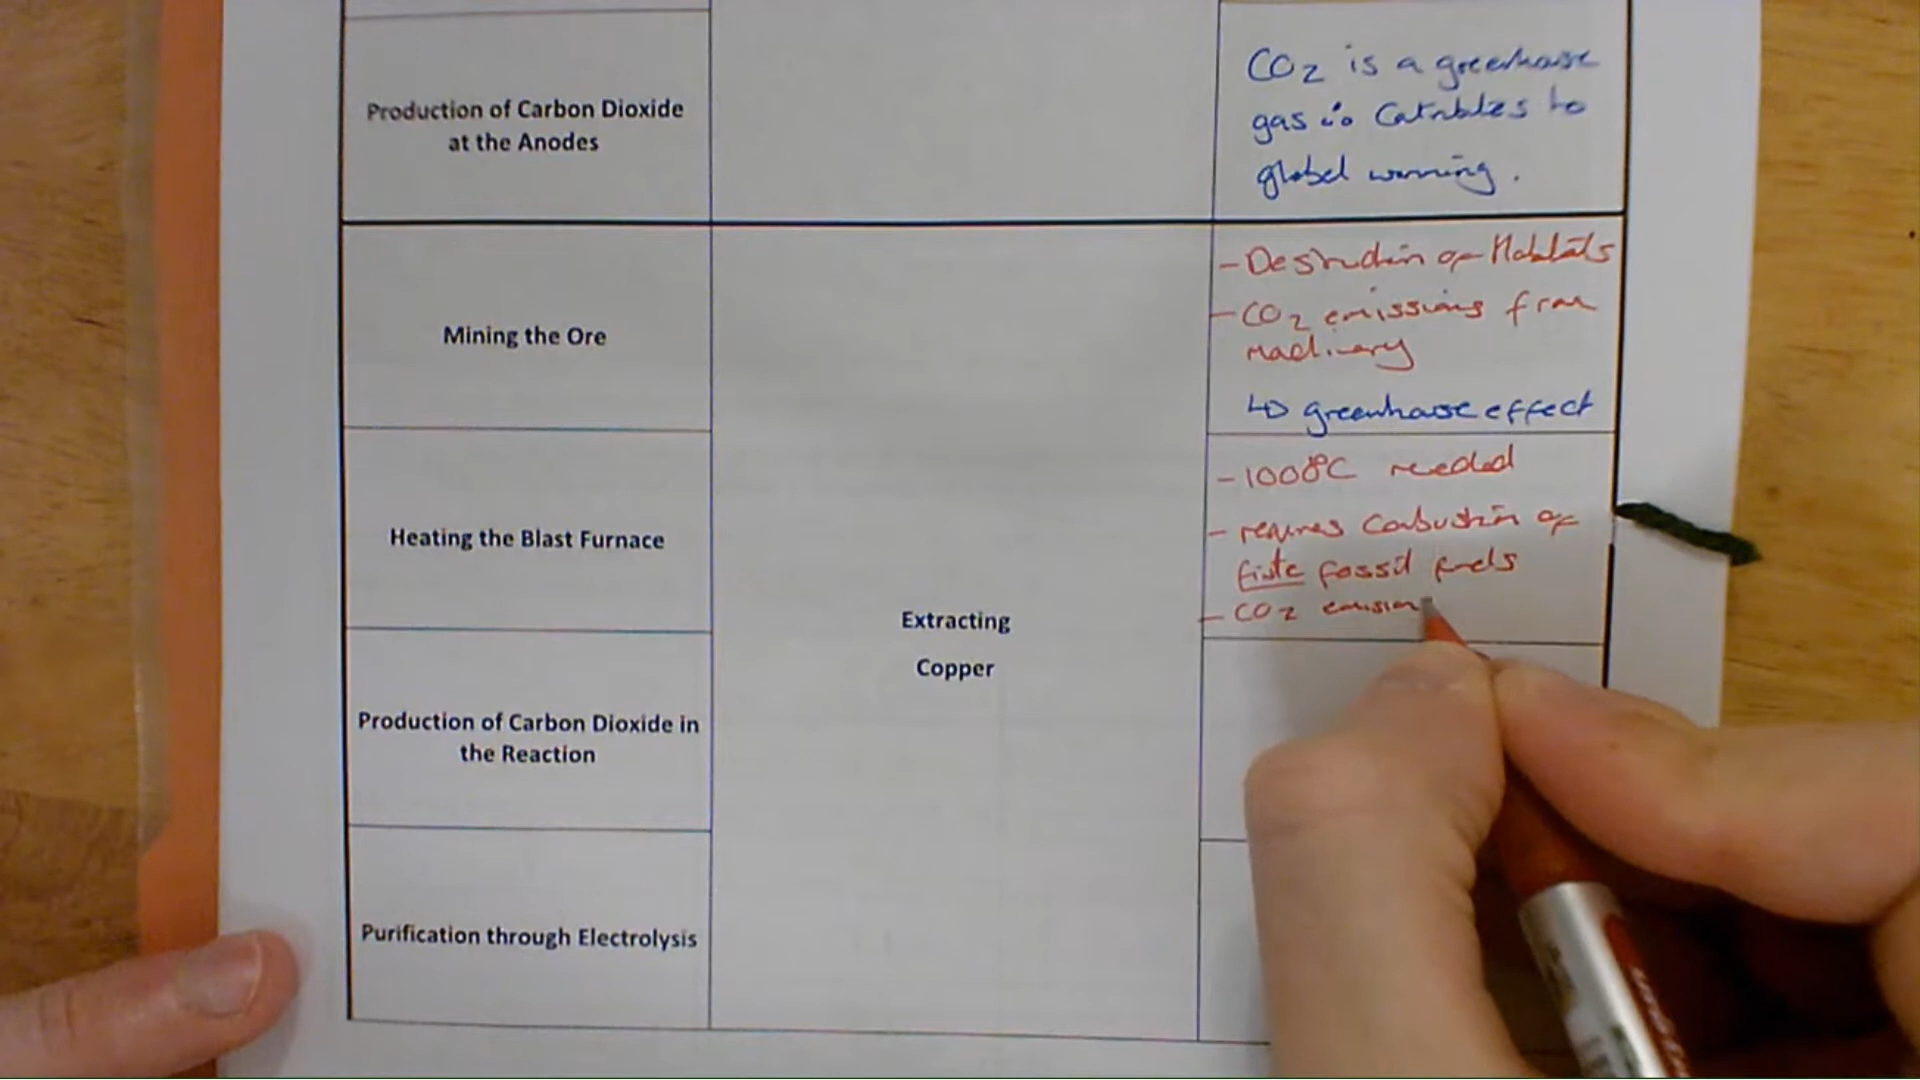 Production of Carbon Dioxide
at the Anodes
CO2 is a greenhouse
gas ∴ Contributes to
global warming.
Mining the Ore
- Destruction of Habitats
- CO2 emissions from
machinery
↳ greenhouse effect
Heating the Blast Furnace
- 1000°C needed
- requires Combustion of
finite fossil fuels
- CO2 emission
Extracting
Copper
Production of Carbon Dioxide in
the Reaction
Purification through Electrolysis